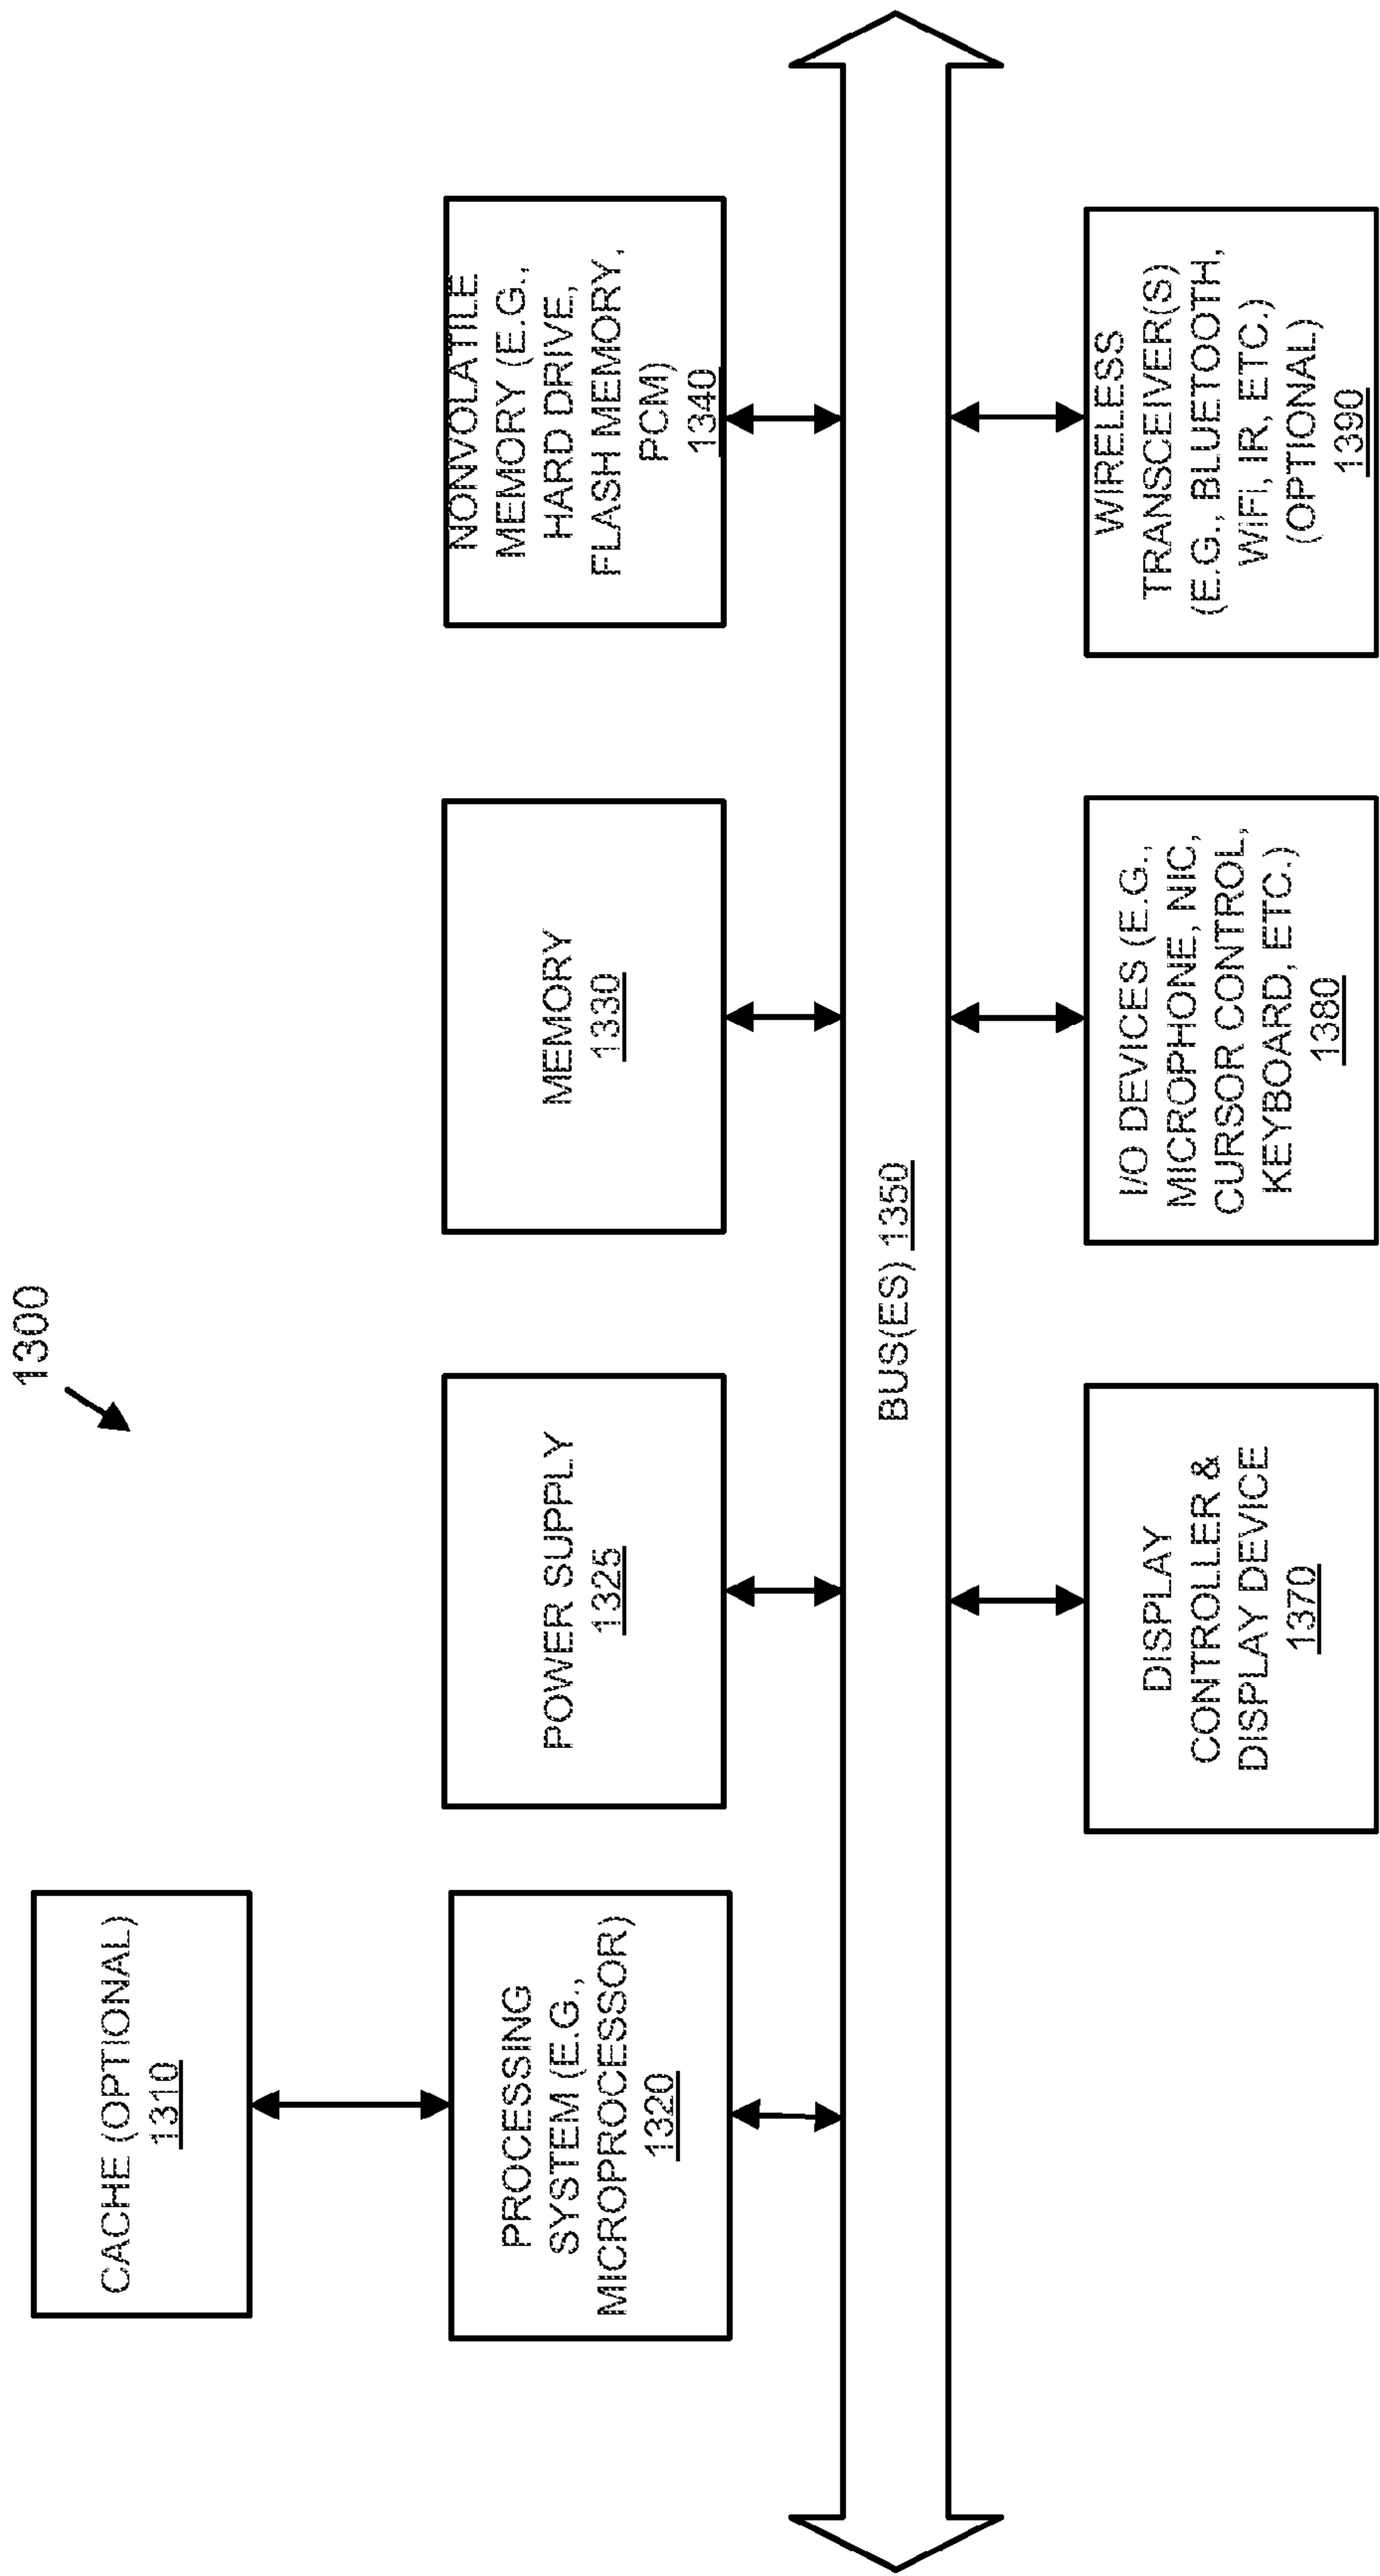 1300
CACHE (OPTIONAL)
1310
PROCESSING
SYSTEM (E.G.,
MICROPROCESSOR)
1320
POWER SUPPLY
1325
MEMORY
1330
NONVOLATILE
MEMORY (E.G.,
HARD DRIVE,
FLASH MEMORY,
PCM)
1340
BUS(ES) 1350
DISPLAY
CONTROLLER &
DISPLAY DEVICE
1370
I/O DEVICES (E.G.,
MICROPHONE, NIC,
CURSOR CONTROL,
KEYBOARD, ETC.)
1380
WIRELESS
TRANSCEIVER(S)
(E.G., BLUETOOTH,
WIFI, IR, ETC.)
(OPTIONAL)
1390